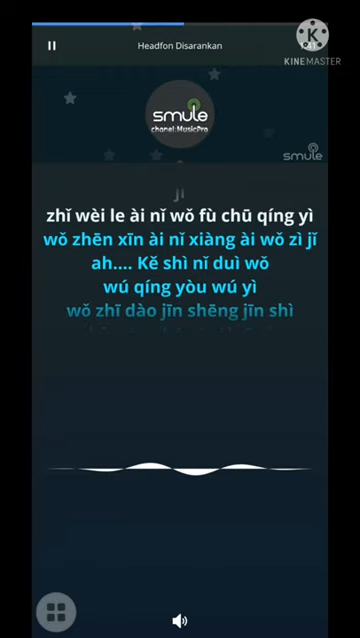 Headfon Disarankan
KINEMASTER
smule
chanel:MusicPro
smule
jǐ
zhǐ wèi le ài nǐ wǒ fù chū qíng yì
wǒ zhēn xīn ài nǐ xiàng ài wǒ zì jǐ
ah.... Kě shì nǐ duì wǒ
wú qíng yòu wú yì
wǒ zhī dào jīn shēng jīn shì